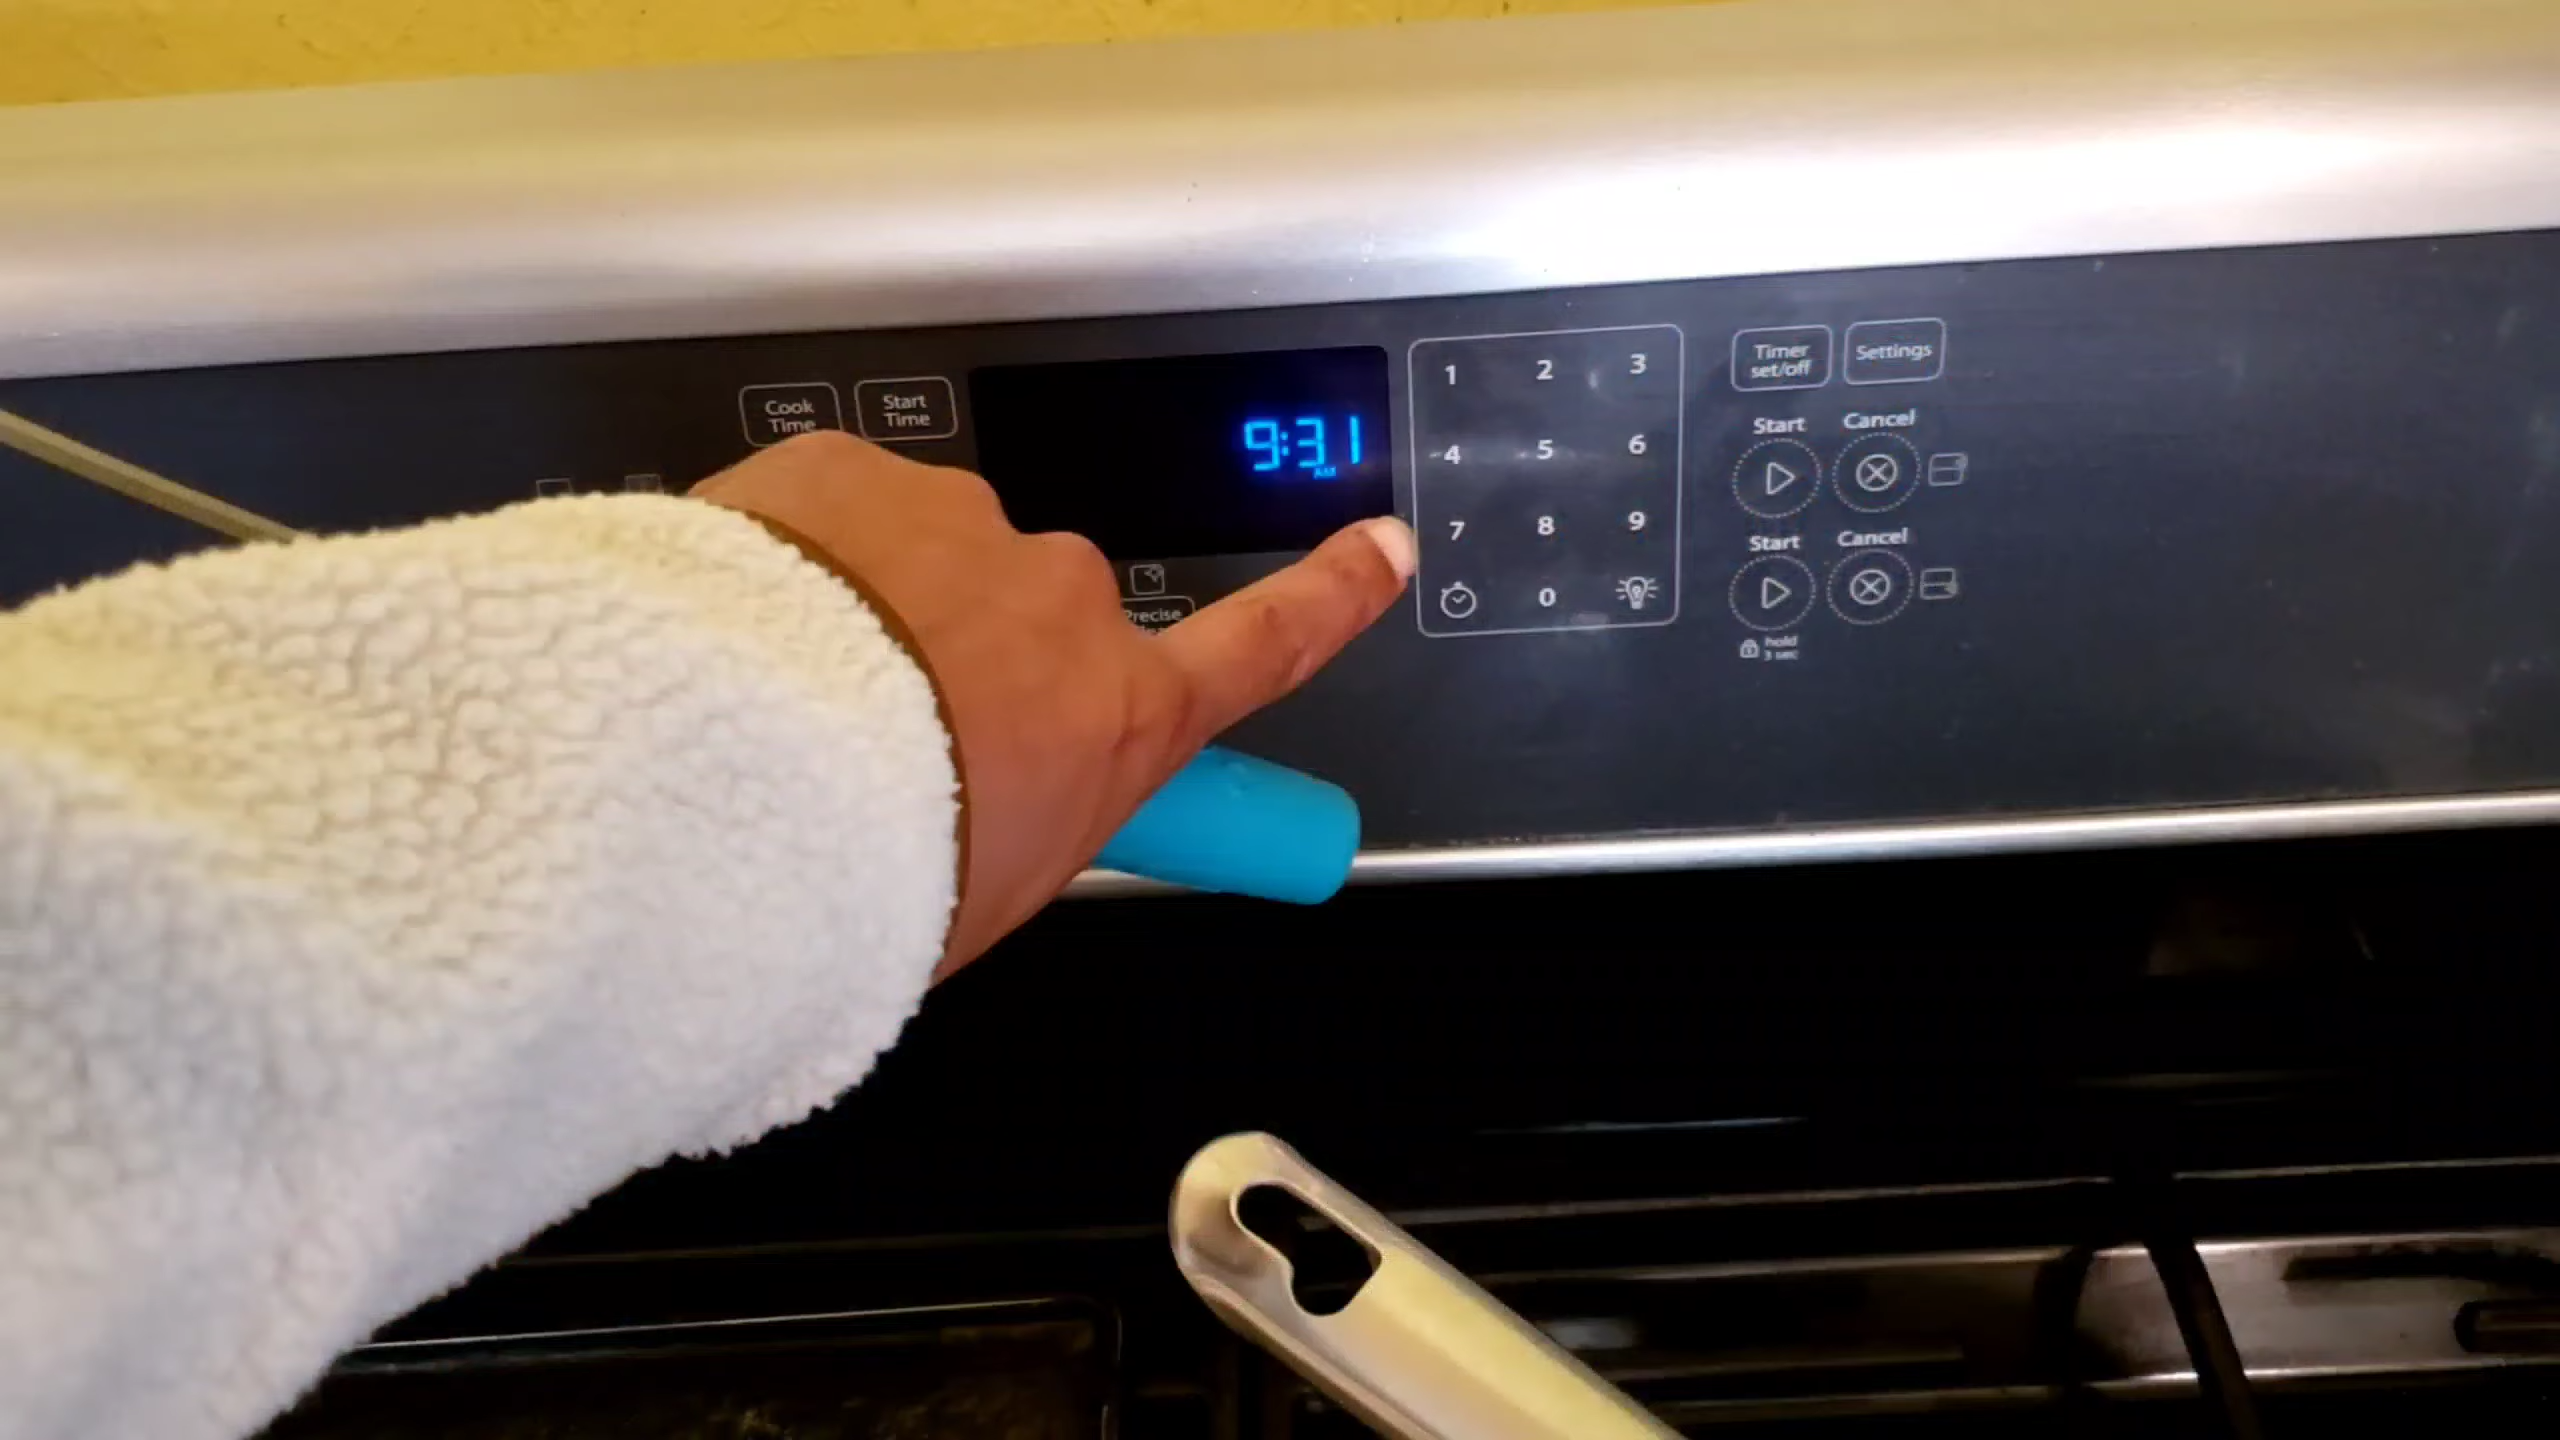 Cook
Time
Start
Time
9:31
AM
1 2 3
4 5 6
7 8 9
0
Timer
set/off
Settings
Start Cancel
Start Cancel
hold
3 sec
Precise